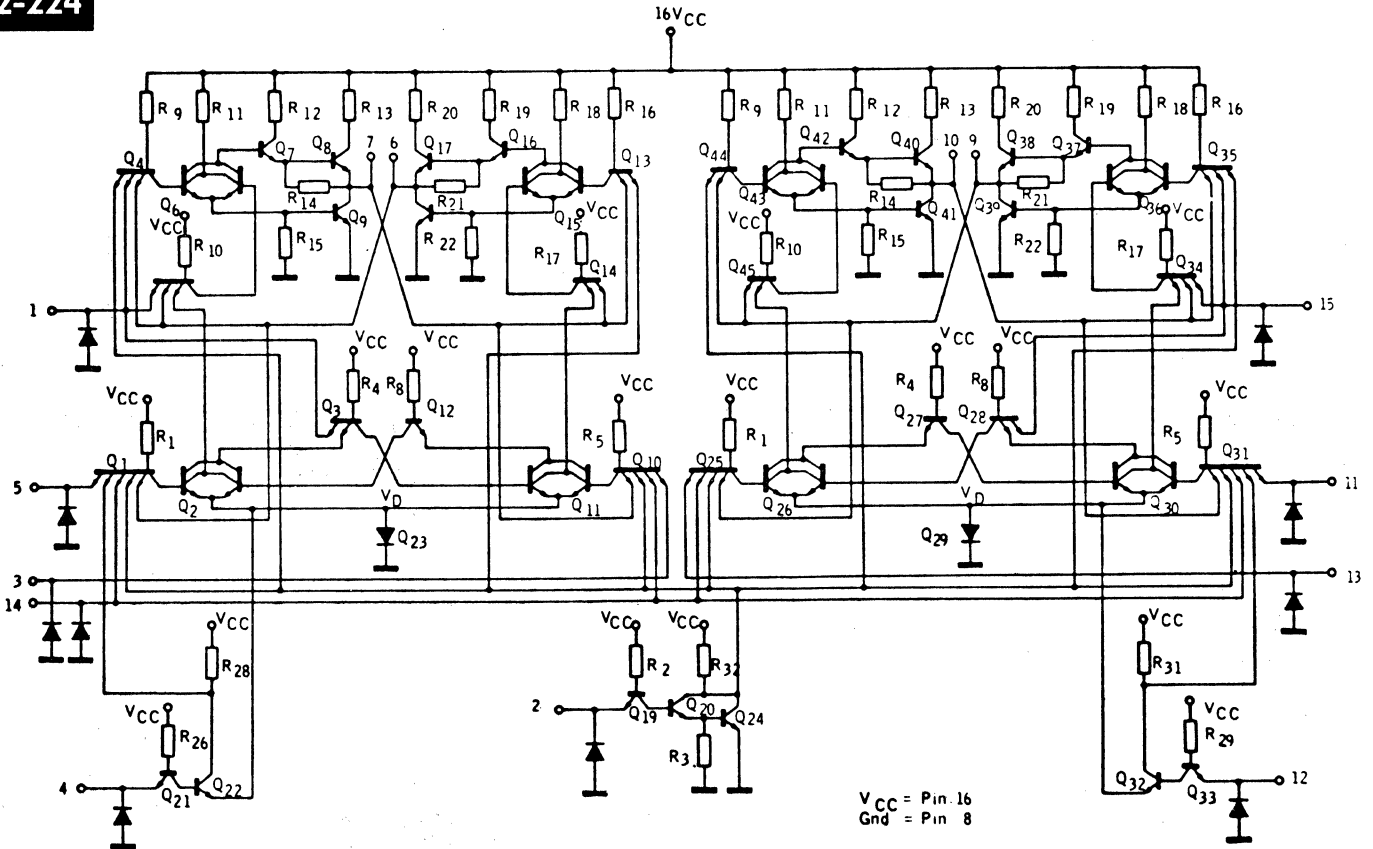 2-224
16VCC
R9 R11 R12 R13 R20 R19 R18 R16 R9 R11 R12 R13 R20 R19 R18 R16
Q4 Q7 Q8 7 6 Q17 Q16 Q13 Q44 Q42 Q40 10 9 Q38 Q37 Q35
R14 R21 R14 R21
Q6 Q9 Q15 Q43 Q41 Q39 Q36
VCC R15 R22 VCC VCC R15 R22 VCC
R10 R17 Q14 R10 Q45 R17 Q34
1 15
VCC VCC VCC VCC
R4 R8 R4 R8
VCC Q3 Q12 VCC VCC Q27 Q28 VCC
R1 R5 R1 R5
Q1 Q10 Q25 Q31
5 11
Q2 VD Q11 Q26 VD Q30
Q23 Q29
3 13
14
VCC VCC VCC VCC
R28 R2 R32 R31
VCC 2 Q19 Q20 Q24 VCC
R26 R3 R29
4 Q21 Q22 Q32 Q33 12
VCC = Pin 16
Gnd = Pin 8